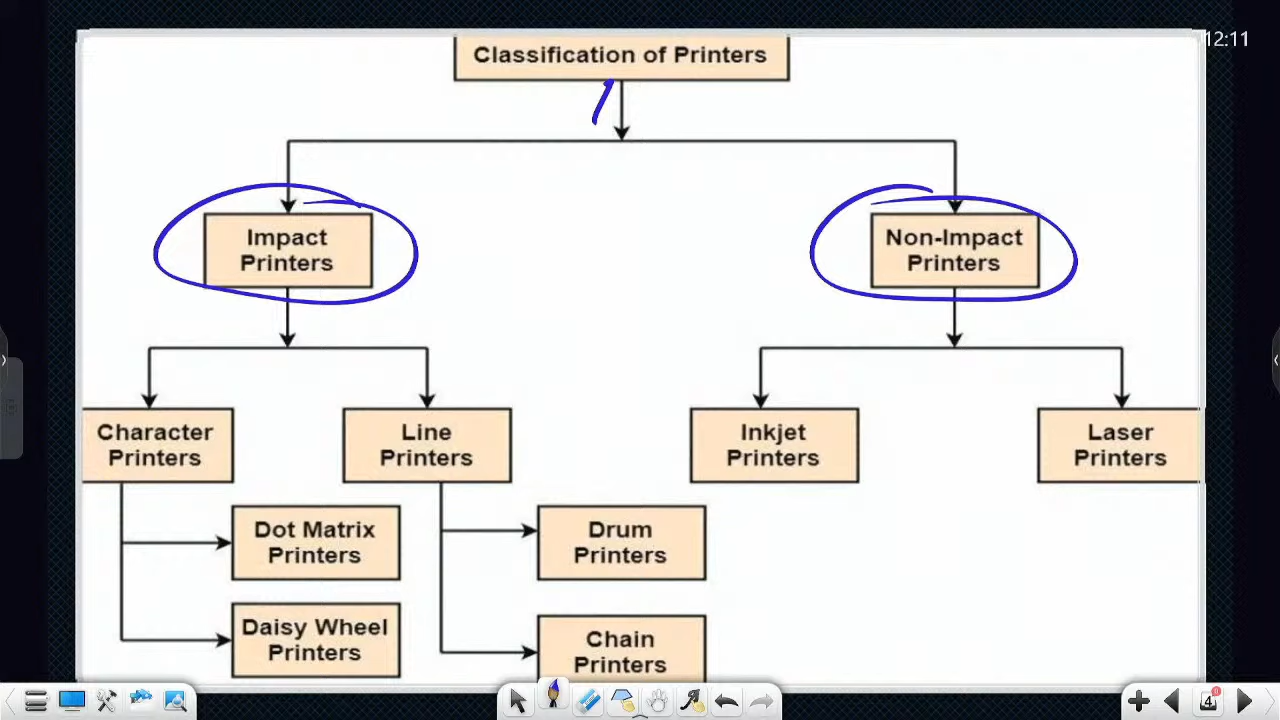 12:11
Classification of Printers
Impact
Printers
Non-Impact
Printers
Character
Printers
Line
Printers
Inkjet
Printers
Laser
Printers
Dot Matrix
Printers
Drum
Printers
Daisy Wheel
Printers
Chain
Printers
4